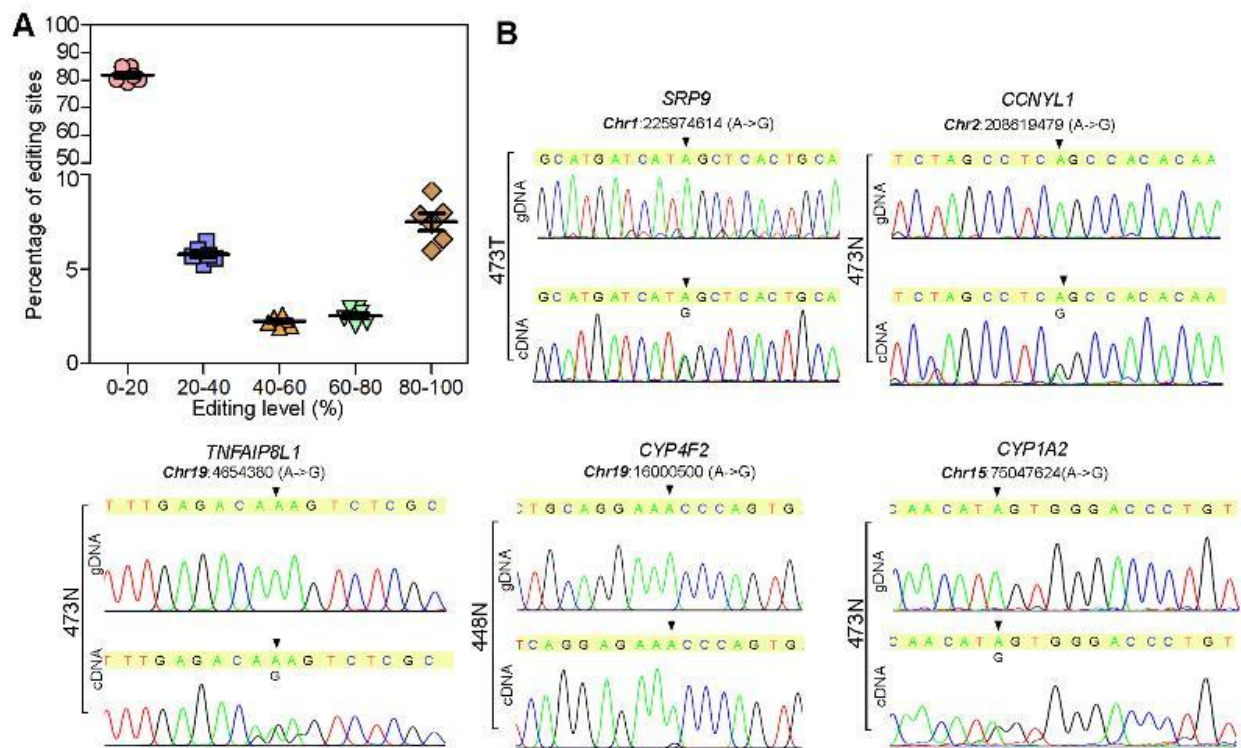 A
Percentage of editing sites
100
90
80
70
60
50
10
5
0
0-20 20-40 40-60 60-80 80-100
Editing level (%)
B
SRP9
Chr1:225974614 (A->G)
473T
gDNA
G C A T G A T C A T A G C T C A C T G C A
cDNA
G C A T G A T C A T A G C T C A C T G C A
G
CCNYL1
Chr2:208619479 (A->G)
473N
gDNA
T C T A G C C T C A G C C A C A C A A
cDNA
T C T A G C C T C A G C C A C A C A A
G
TNFAIP8L1
Chr19:4654380 (A->G)
473N
gDNA
T T T G A G A C A A A G T C T C G C
cDNA
T T T G A G A C A A A G T C T C G C
G
CYP4F2
Chr19:16000500 (A->G)
448N
gDNA
C T G C A G G A A A C C C A G T G
cDNA
T C A G G A G A A A C C C A G T G
CYP1A2
Chr15:75047624(A->G)
473N
gDNA
C A A C A T A G T G G G A C C C T G T
cDNA
C A A C A T A G T G G G A C C C T G T
G